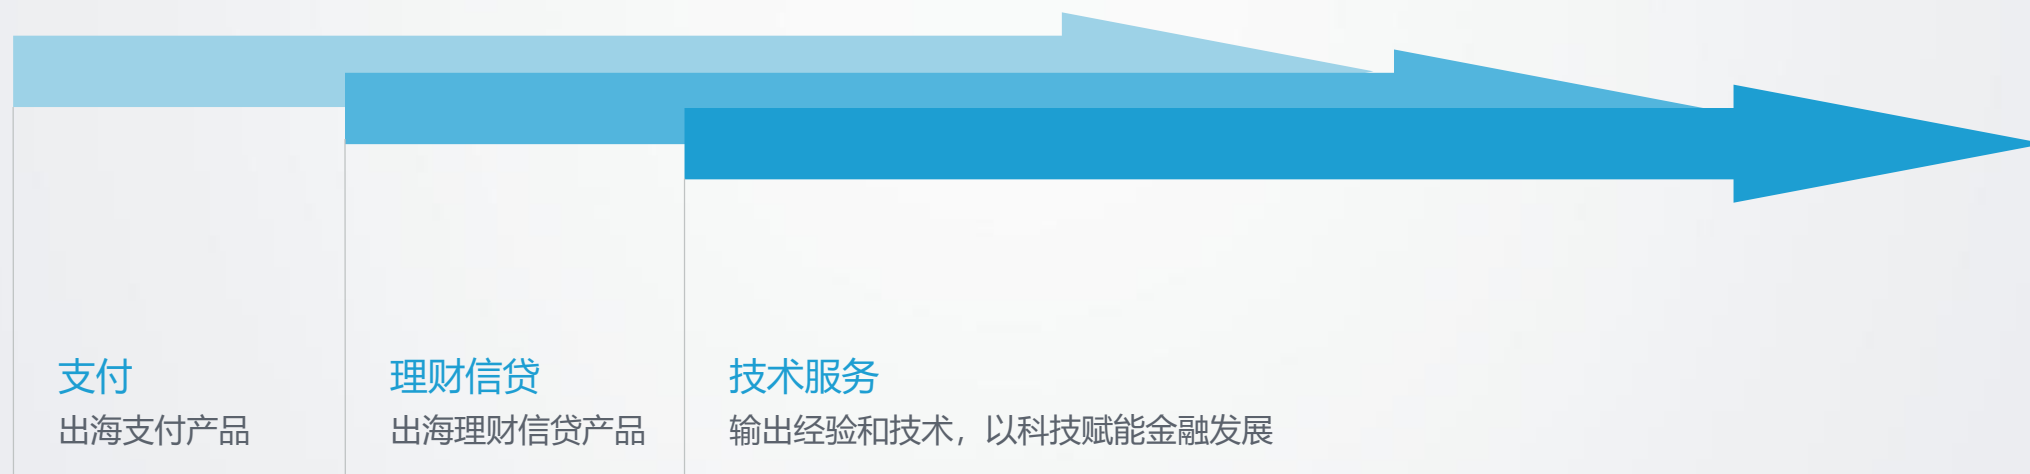 支付
出海支付产品
理财信贷
出海理财信贷产品
技术服务
输出经验和技术，以科技赋能金融发展